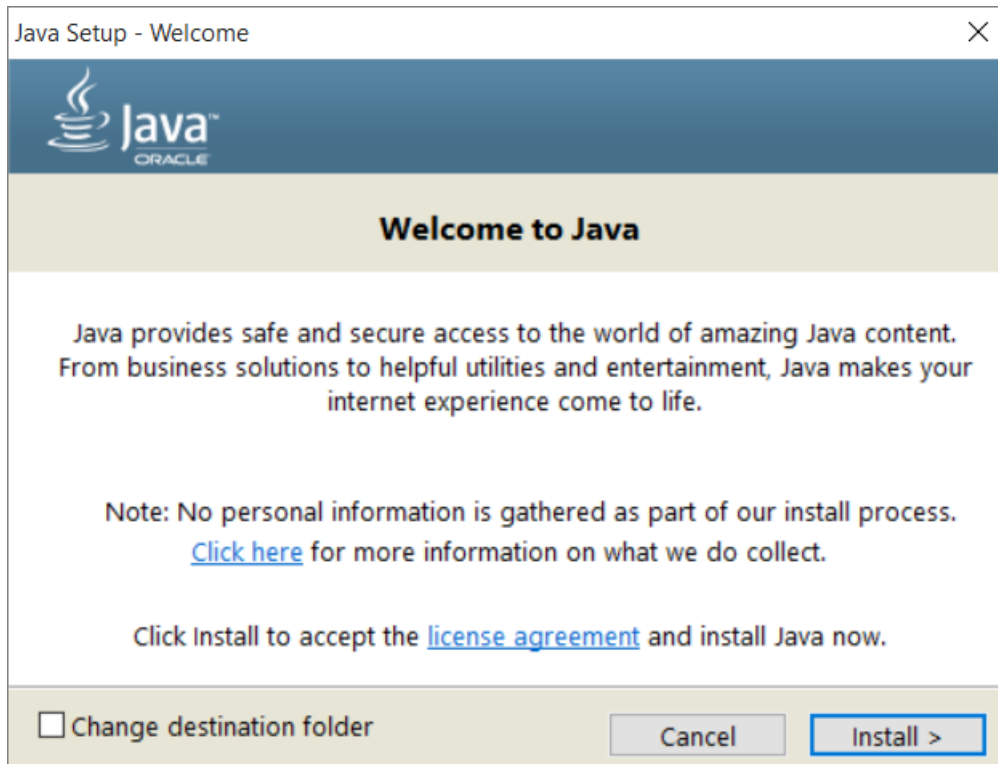 Java Setup - Welcome
Java™
ORACLE
Welcome to Java
Java provides safe and secure access to the world of amazing Java content.
From business solutions to helpful utilities and entertainment, Java makes your
internet experience come to life.
Note: No personal information is gathered as part of our install process.
Click here for more information on what we do collect.
Click Install to accept the license agreement and install Java now.
Change destination folder
Cancel
Install >